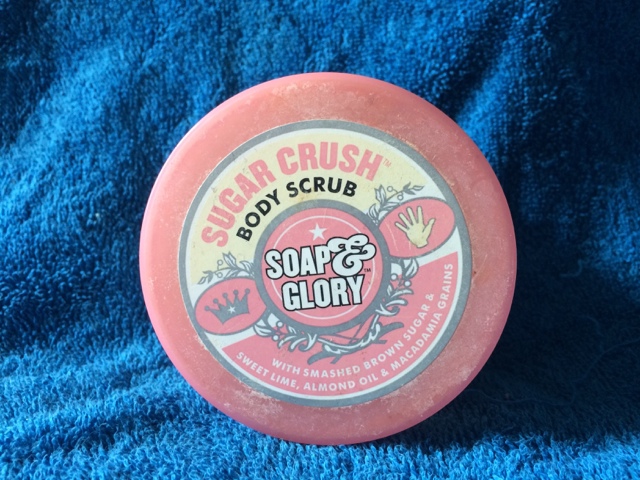 SUGAR CRUSH™
BODY SCRUB
SOAP&
GLORY™
WITH SMASHED BROWN SUGAR &
SWEET LIME, ALMOND OIL & MACADAMIA GRAINS